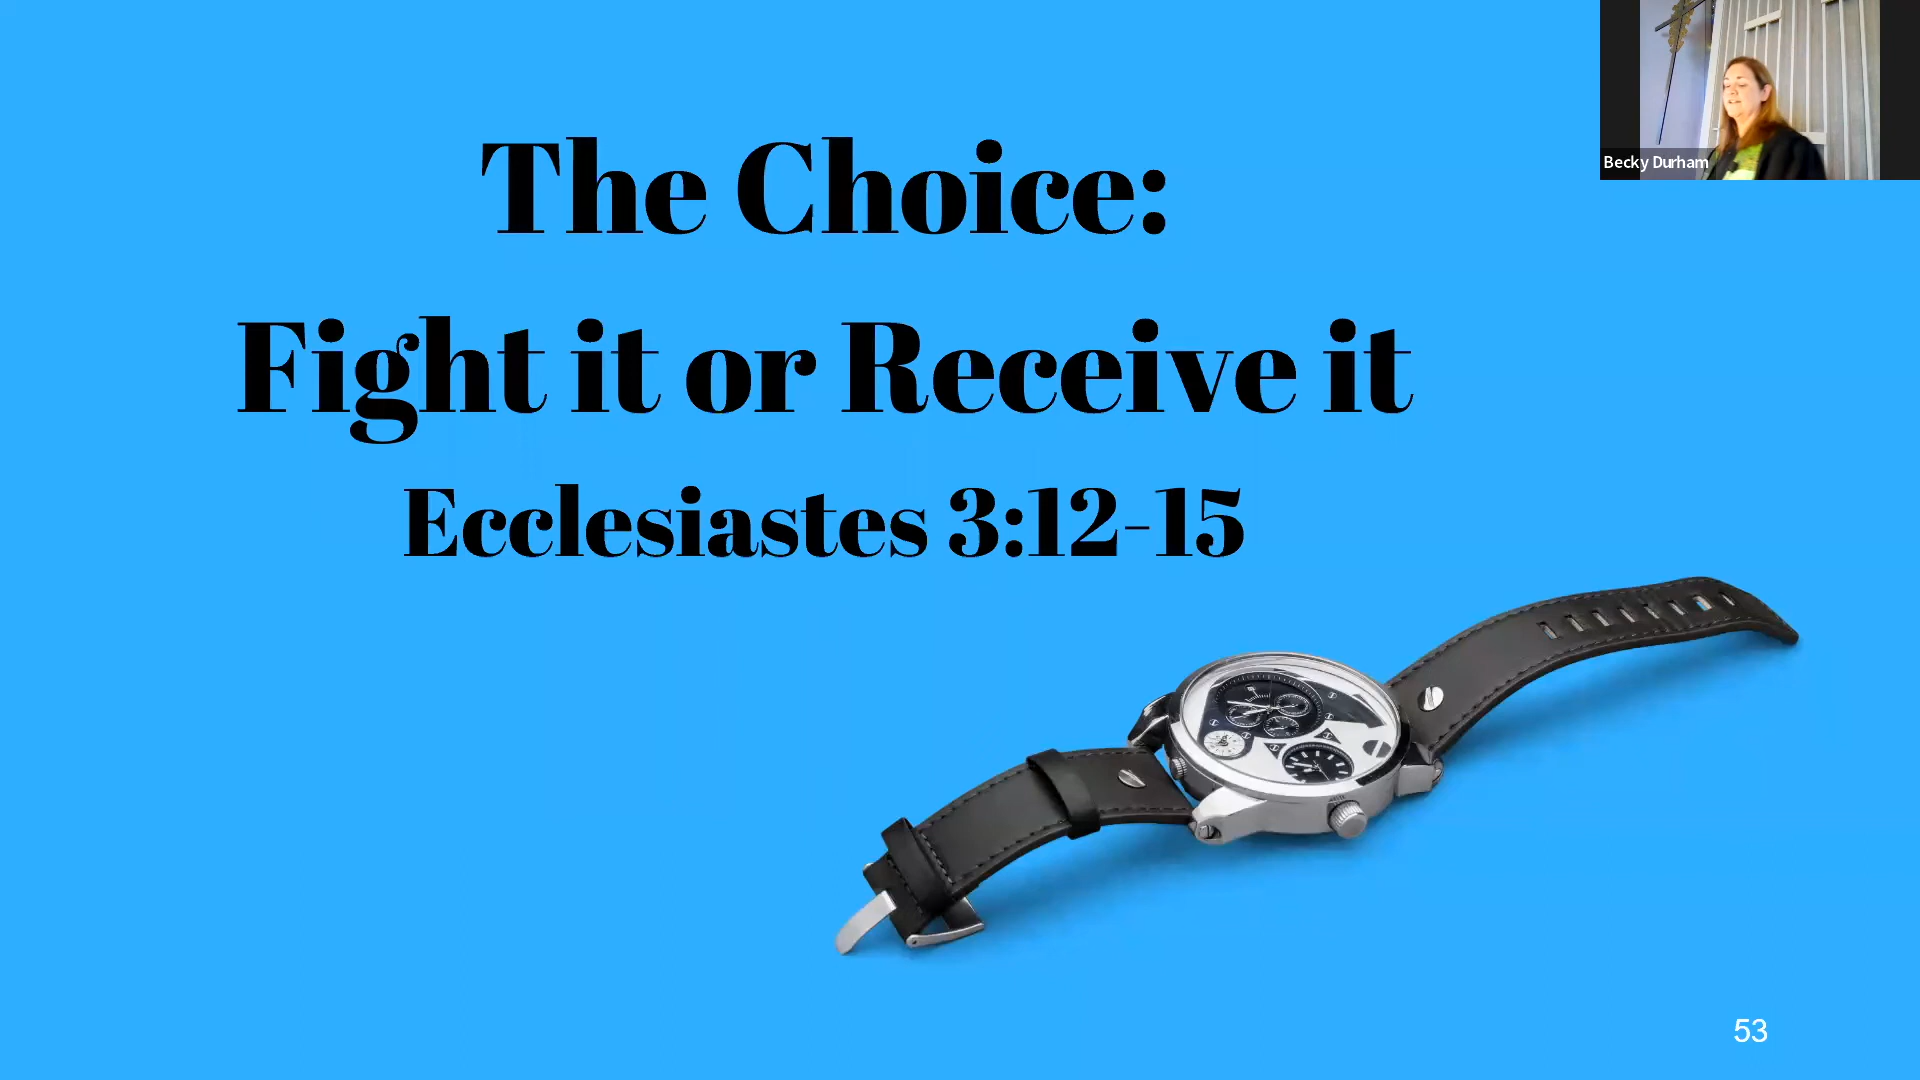 The Choice:
Fight it or Receive it
Ecclesiastes 3:12-15
Becky Durham
53